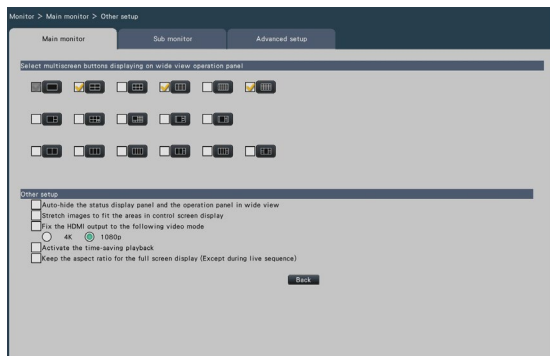 Monitor > Main monitor > Other setup
Main monitor
Sub monitor
Advanced setup
Select multiscreen buttons displaying on wide view operation panel
Other setup
Auto-hide the status display panel and the operation panel in wide view
Stretch images to fit the areas in control screen display
Fix the HDMI output to the following video mode
4K
1080p
Activate the time-saving playback
Keep the aspect ratio for the full screen display (Except during live sequence)
Back